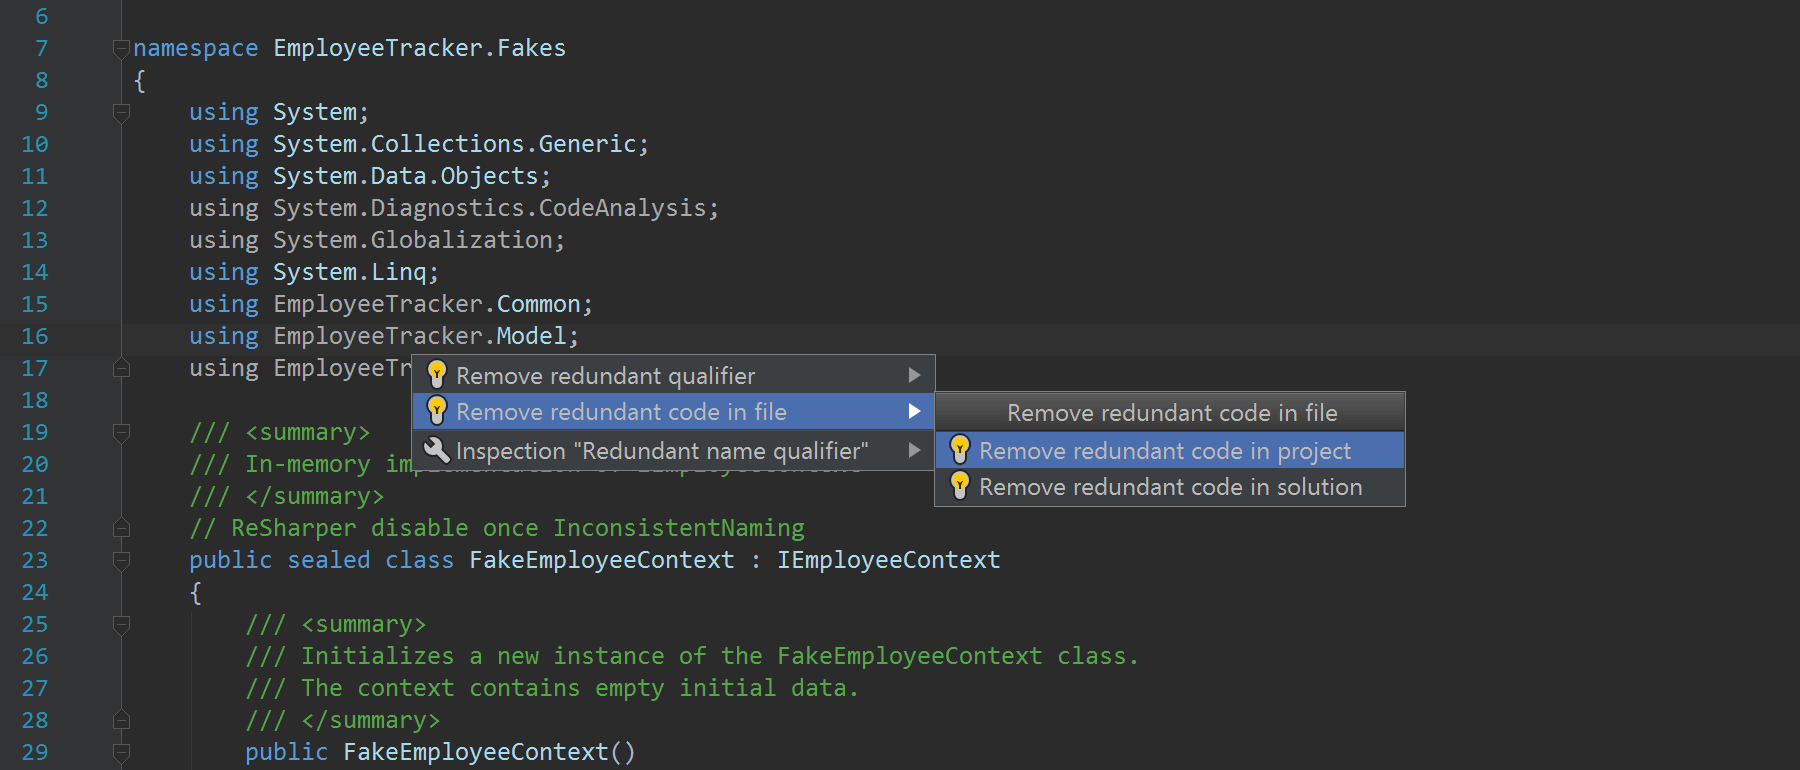 6
7 namespace EmployeeTracker.Fakes
8 {
9 using System;
10 using System.Collections.Generic;
11 using System.Data.Objects;
12 using System.Diagnostics.CodeAnalysis;
13 using System.Globalization;
14 using System.Linq;
15 using EmployeeTracker.Common;
16 using EmployeeTracker.Model;
17 using EmployeeTr
Remove redundant qualifier
Remove redundant code in file
Inspection "Redundant name qualifier"
Remove redundant code in file
Remove redundant code in project
Remove redundant code in solution
18
19 /// <summary>
20 /// In-memory
21 /// </summary>
22 // ReSharper disable once InconsistentNaming
23 public sealed class FakeEmployeeContext : IEmployeeContext
24 {
25 /// <summary>
26 /// Initializes a new instance of the FakeEmployeeContext class.
27 /// The context contains empty initial data.
28 /// </summary>
29 public FakeEmployeeContext()